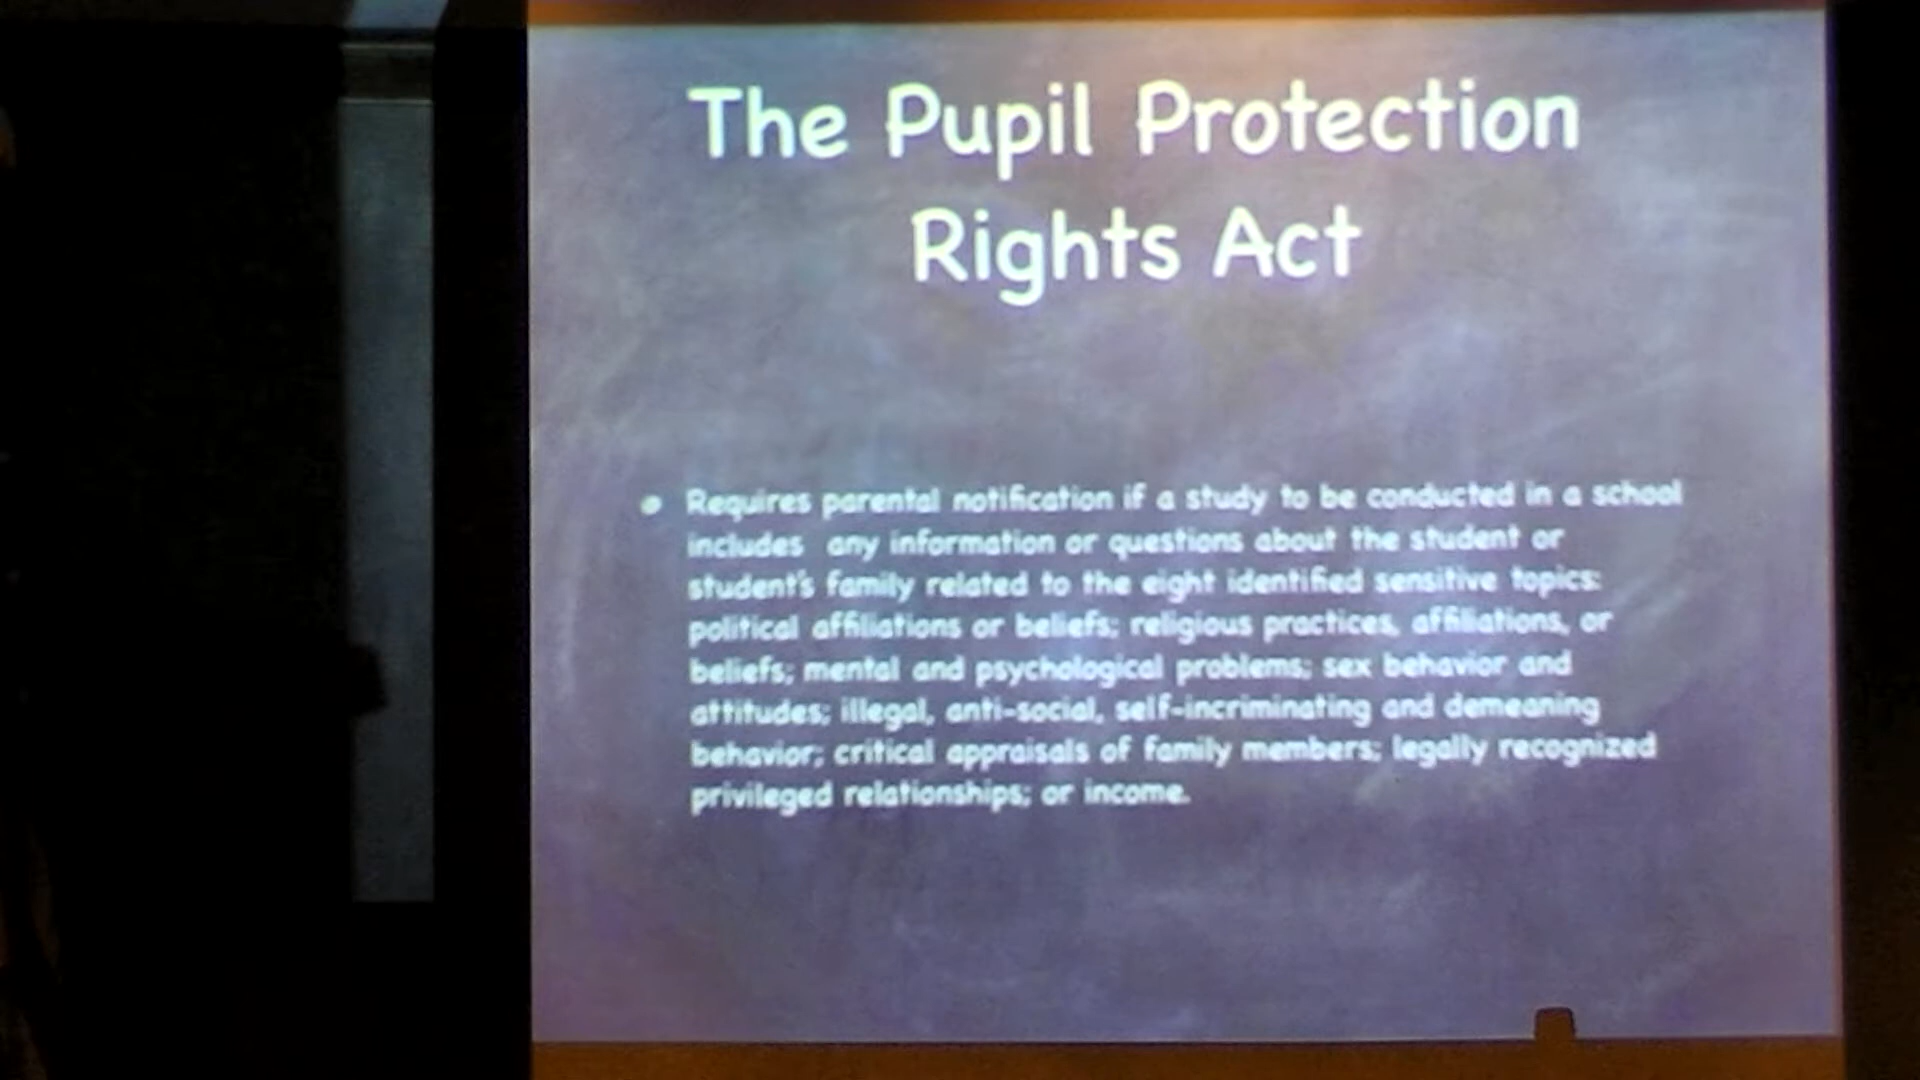 The Pupil Protection
Rights Act
Requires parental notification if a study to be conducted in a school
includes any information or questions about the student or
student's family related to the eight identified sensitive topics:
political affiliations or beliefs; religious practices, affiliations, or
beliefs; mental and psychological problems; sex behavior and
attitudes; illegal, anti-social, self-incriminating and demeaning
behavior; critical appraisals of family members; legally recognized
privileged relationships; or income.